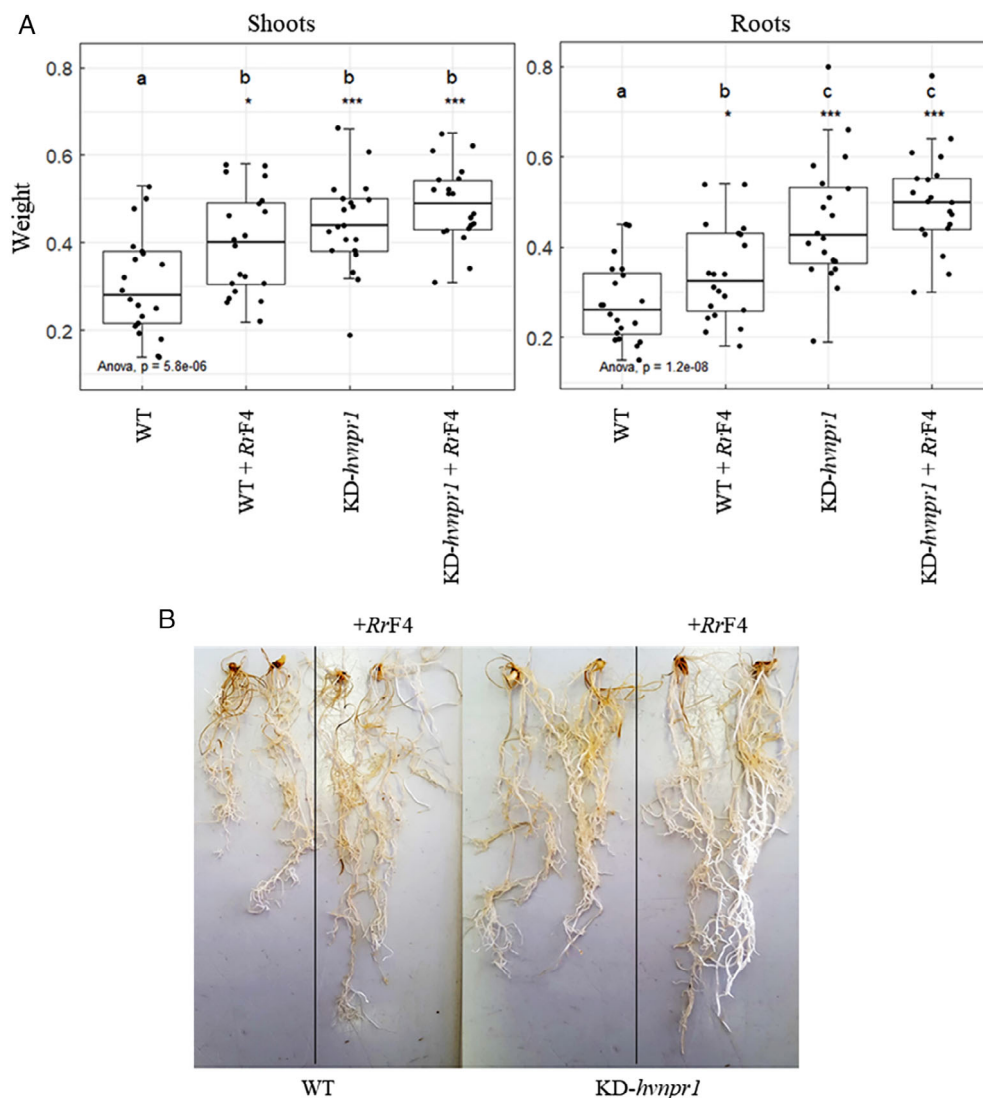 A
Shoots
Roots
Weight
0.8
0.6
0.4
0.2
a
b
b
b
*
***
***
Anova, p = 5.8e-06
WT
WT + RrF4
KD-hvnpr1
KD-hvnpr1 + RrF4
0.8
0.6
0.4
0.2
a
b
c
c
*
***
***
Anova, p = 1.2e-08
WT
WT + RrF4
KD-hvnpr1
KD-hvnpr1 + RrF4
B
+RrF4
+RrF4
WT
KD-hvnpr1